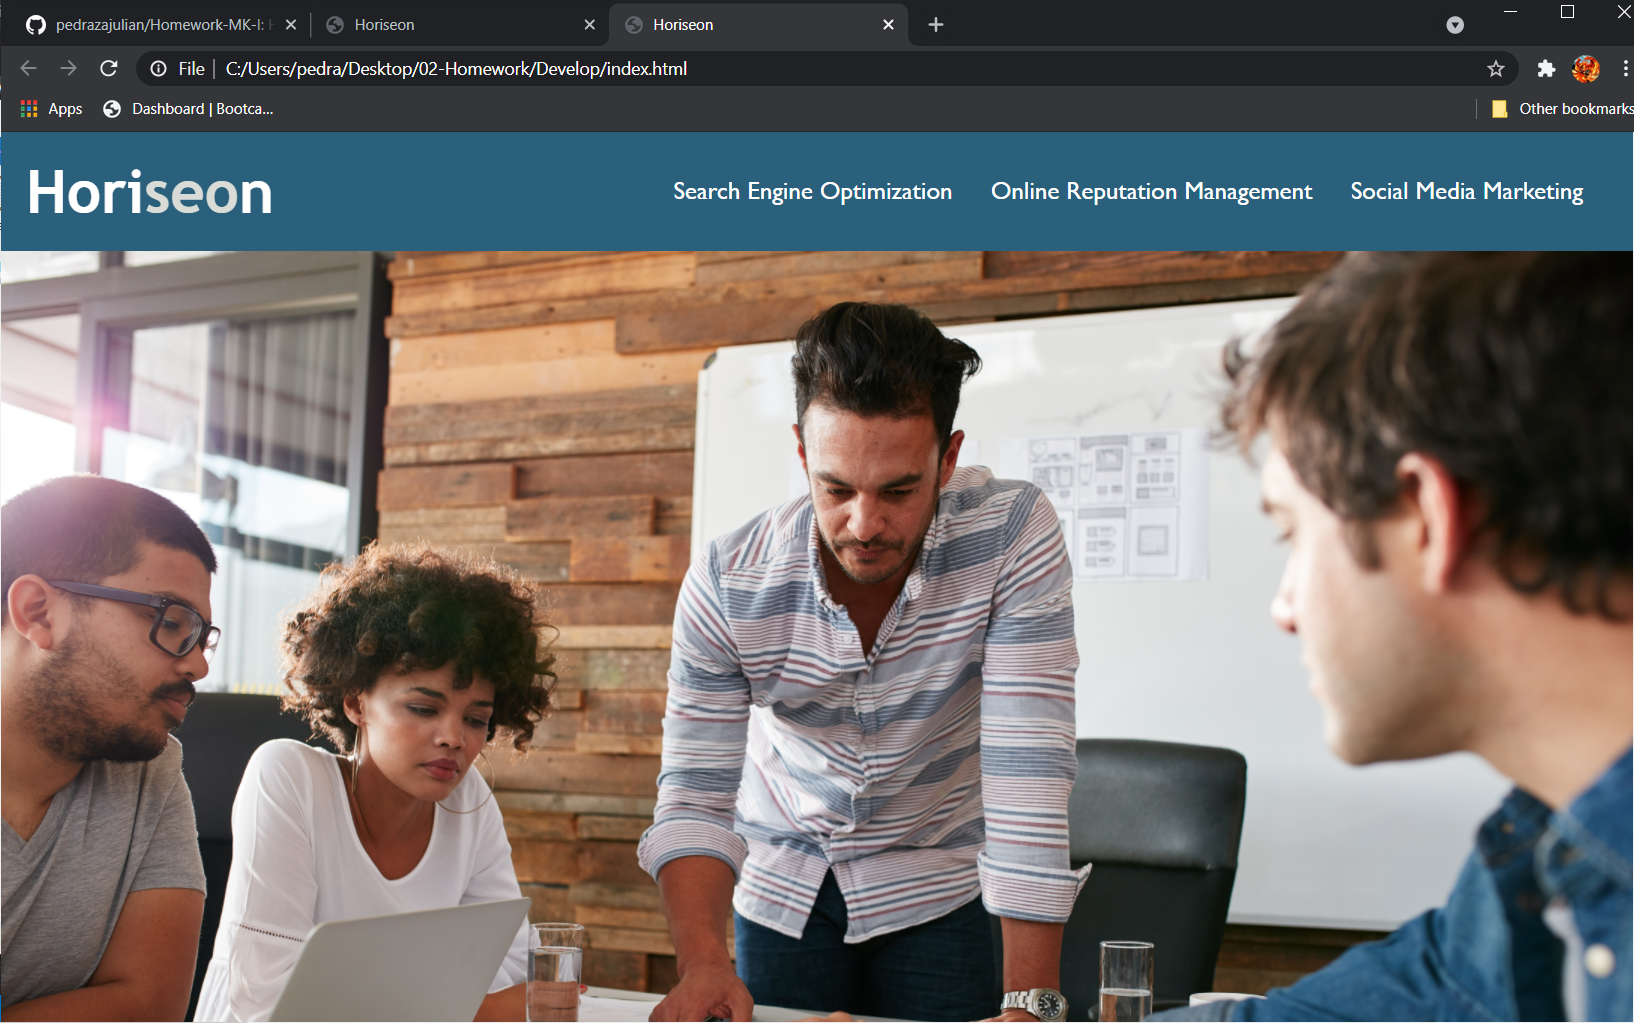 pedrazajulian/Homework-MK-I: H
Horiseon
Horiseon
File
C:/Users/pedra/Desktop/02-Homework/Develop/index.html
Apps
Dashboard | Bootca...
Other bookmarks
Horiseon
Search Engine Optimization
Online Reputation Management
Social Media Marketing